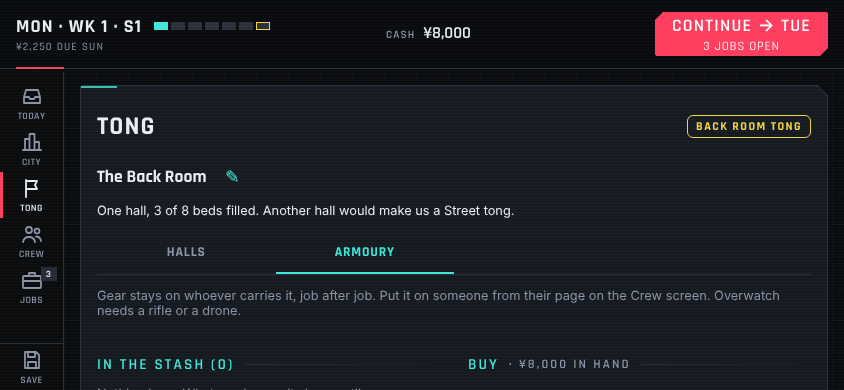 MON · WK 1 · S1
¥2,250 DUE SUN
CASH ¥8,000
CONTINUE → TUE
3 JOBS OPEN
TODAY
CITY
TONG
CREW
3
JOBS
SAVE
TONG
BACK ROOM TONG
The Back Room
One hall, 3 of 8 beds filled. Another hall would make us a Street tong.
HALLS
ARMOURY
Gear stays on whoever carries it, job after job. Put it on someone from their page on the Crew screen. Overwatch
needs a rifle or a drone.
IN THE STASH (0)
BUY · ¥8,000 IN HAND